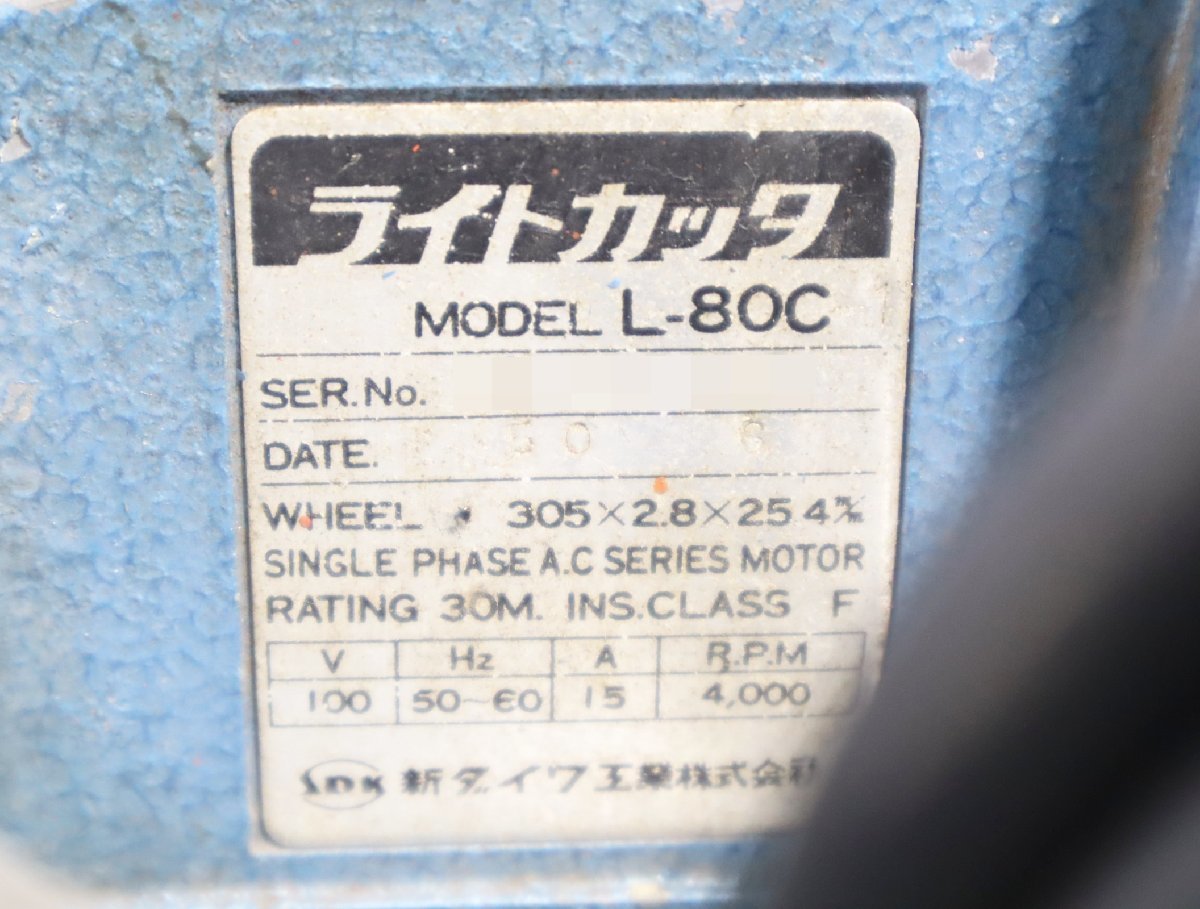 ライトカッタ
MODEL L-80C
SER.No.
DATE.
WHEEL 305×2.8×25.4 m/m
SINGLE PHASE A.C SERIES MOTOR
RATING 30M. INS.CLASS F
V Hz A R.P.M
100 50~60 15 4,000
SDK 新ダイワ工業株式会社